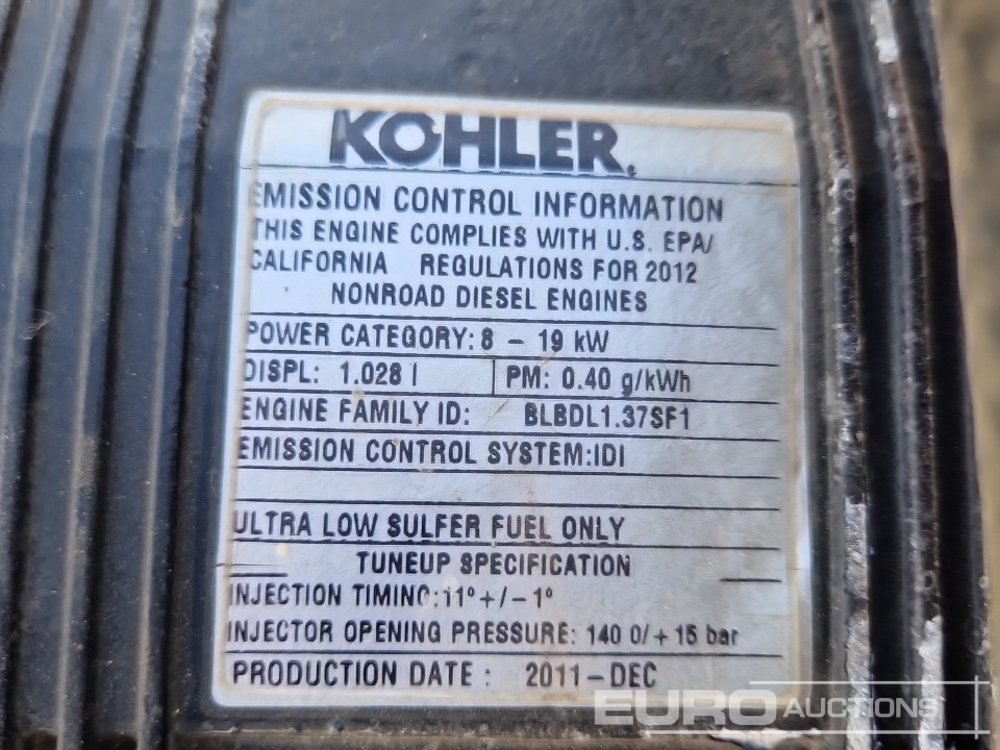 KOHLER.
EMISSION CONTROL INFORMATION
THIS ENGINE COMPLIES WITH U.S. EPA/
CALIFORNIA REGULATIONS FOR 2012
NONROAD DIESEL ENGINES
POWER CATEGORY: 8 – 19 kW
DISPL: 1.028 l | PM: 0.40 g/kWh
ENGINE FAMILY ID: BLBDL1.37SF1
EMISSION CONTROL SYSTEM:IDI
ULTRA LOW SULFER FUEL ONLY
TUNEUP SPECIFICATION
INJECTION TIMING:11º+/–1º
INJECTOR OPENING PRESSURE: 140 0/+15 bar
PRODUCTION DATE : 2011–DEC
EURO AUCTIONS